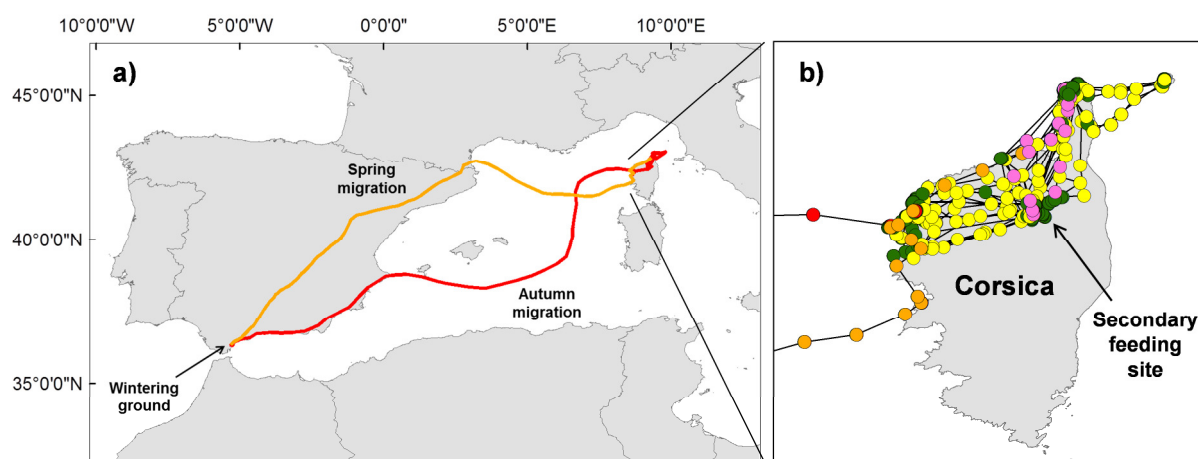 10°0'0"W 5°0'0"W 0°0'0"E 5°0'0"E 10°0'0"E
a)
b)
45°0'0"N
Spring
migration
40°0'0"N
Corsica
Autumn
migration
Secondary
feeding
site
Wintering
ground
35°0'0"N